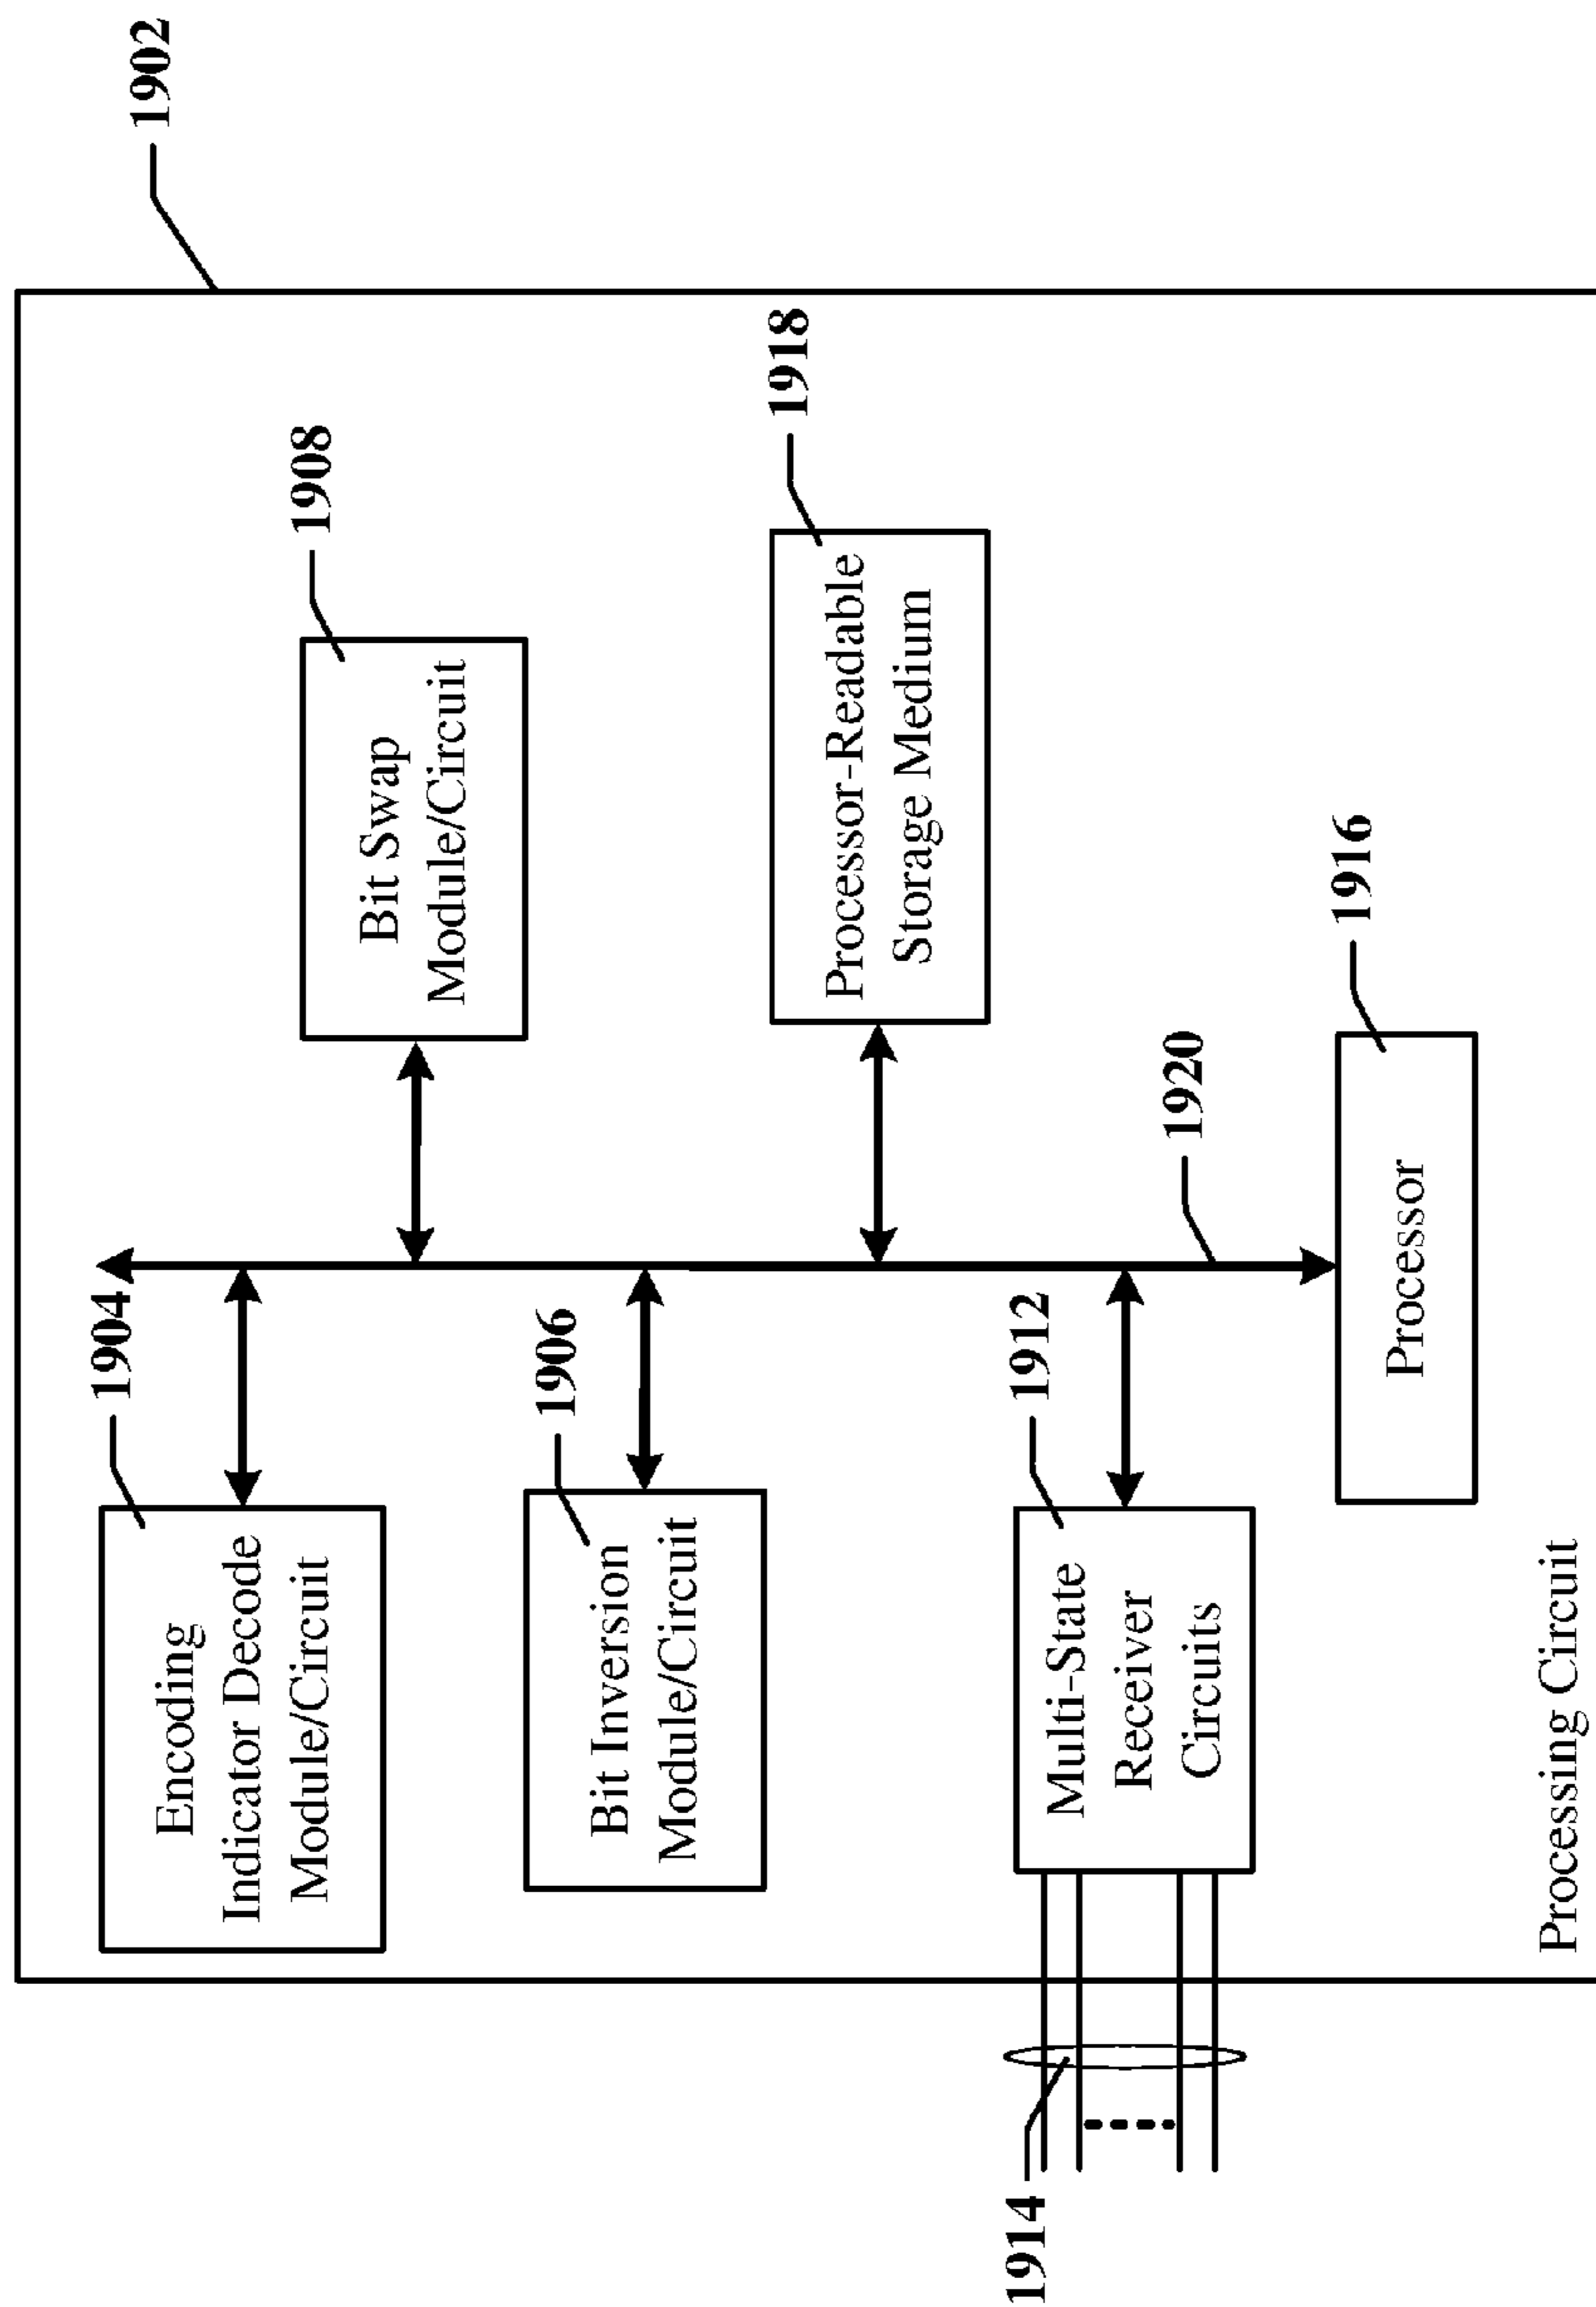 1902
1904
Encoding
Indicator Decode
Module/Circuit
1908
Bit Swap
Module/Circuit
1906
Bit Inversion
Module/Circuit
1918
Processor-Readable
Storage Medium
1914
1912
Multi-State
Receiver
Circuits
1920
1916
Processor
Processing Circuit